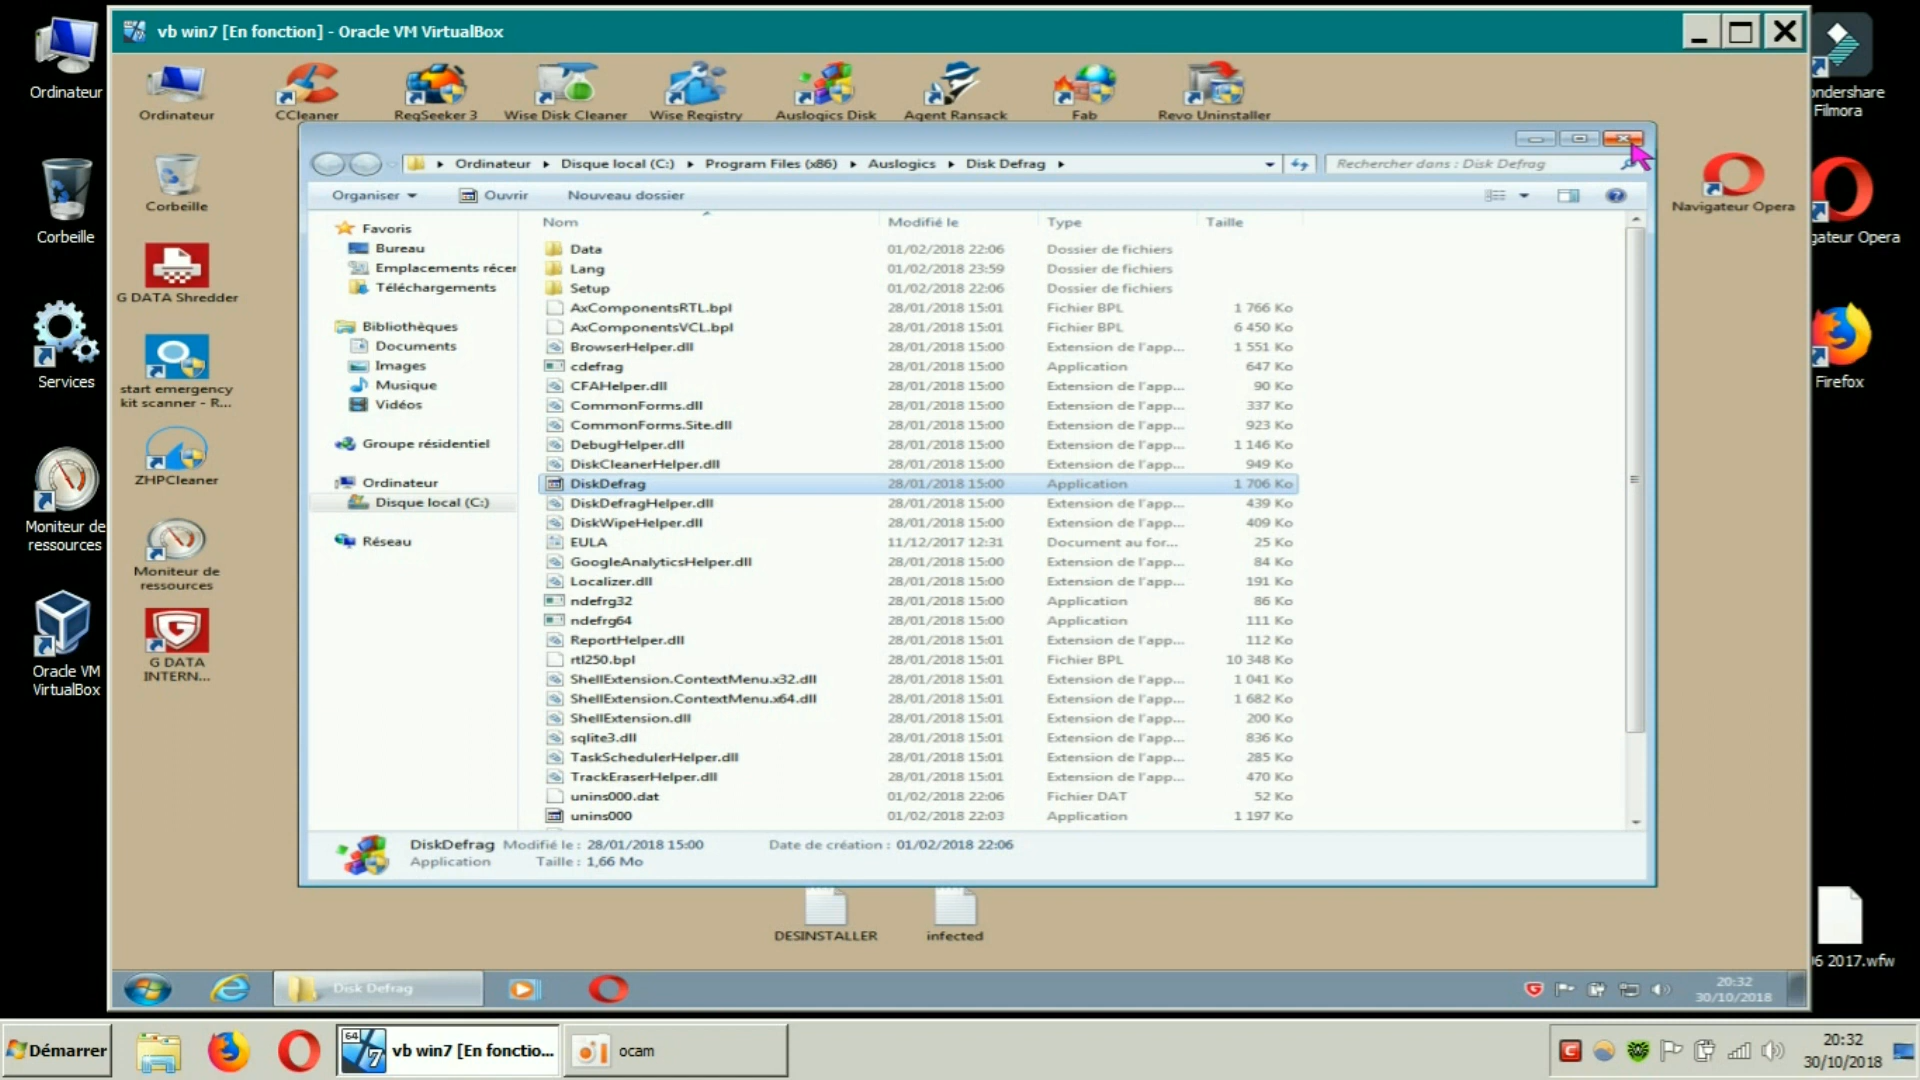 vb win7 [En fonction] - Oracle VM VirtualBox
Ordinateur
Corbeille
Services
Moniteur de
ressources
Oracle VM
VirtualBox
Ordinateur
CCleaner
RegSeeker 3
Wise Disk Cleaner
Wise Registry
Auslogics Disk
Agent Ransack
Fab
Revo Uninstaller
Corbeille
G DATA Shredder
start emergency
kit scanner - R...
ZHPCleaner
Moniteur de
ressources
G DATA
INTERN...
Ordinateur
Disque local (C:)
Program Files (x86)
Auslogics
Disk Defrag
Rechercher dans : Disk Defrag
Organiser
Ouvrir
Nouveau dossier
Favoris
Bureau
Emplacements récer
Téléchargements
Bibliothèques
Documents
Images
Musique
Vidéos
Groupe résidentiel
Ordinateur
Disque local (C:)
Réseau
Nom Modifié le Type Taille
Data 01/02/2018 22:06 Dossier de fichiers
Lang 01/02/2018 23:59 Dossier de fichiers
Setup 01/02/2018 22:06 Dossier de fichiers
AxComponentsRTL.bpl 28/01/2018 15:01 Fichier BPL 1 766 Ko
AxComponentsVCL.bpl 28/01/2018 15:01 Fichier BPL 6 450 Ko
BrowserHelper.dll 28/01/2018 15:00 Extension de l'app... 1 551 Ko
cdefrag 28/01/2018 15:00 Application 647 Ko
CFAHelper.dll 28/01/2018 15:00 Extension de l'app... 90 Ko
CommonForms.dll 28/01/2018 15:00 Extension de l'app... 337 Ko
CommonForms.Site.dll 28/01/2018 15:00 Extension de l'app... 923 Ko
DebugHelper.dll 28/01/2018 15:00 Extension de l'app... 1 146 Ko
DiskCleanerHelper.dll 28/01/2018 15:00 Extension de l'app... 949 Ko
DiskDefrag 28/01/2018 15:00 Application 1 706 Ko
DiskDefragHelper.dll 28/01/2018 15:00 Extension de l'app... 439 Ko
DiskWipeHelper.dll 28/01/2018 15:00 Extension de l'app... 409 Ko
EULA 11/12/2017 12:31 Document au for... 25 Ko
GoogleAnalyticsHelper.dll 28/01/2018 15:00 Extension de l'app... 84 Ko
Localizer.dll 28/01/2018 15:00 Extension de l'app... 191 Ko
ndefrg32 28/01/2018 15:00 Application 86 Ko
ndefrg64 28/01/2018 15:00 Application 111 Ko
ReportHelper.dll 28/01/2018 15:01 Extension de l'app... 112 Ko
rtl250.bpl 28/01/2018 15:01 Fichier BPL 10 348 Ko
ShellExtension.ContextMenu.x32.dll 28/01/2018 15:01 Extension de l'app... 1 041 Ko
ShellExtension.ContextMenu.x64.dll 28/01/2018 15:01 Extension de l'app... 1 682 Ko
ShellExtension.dll 28/01/2018 15:01 Extension de l'app... 200 Ko
sqlite3.dll 28/01/2018 15:01 Extension de l'app... 836 Ko
TaskSchedulerHelper.dll 28/01/2018 15:01 Extension de l'app... 285 Ko
TrackEraserHelper.dll 28/01/2018 15:01 Extension de l'app... 470 Ko
unins000.dat 01/02/2018 22:06 Fichier DAT 52 Ko
unins000 01/02/2018 22:03 Application 1 197 Ko
DiskDefrag Modifié le : 28/01/2018 15:00 Date de création : 01/02/2018 22:06
Application Taille : 1,66 Mo
DESINSTALLER
infected
Navigateur Opera
ondershare
Filmora
gateur Opera
Firefox
6 2017.wfw
Disk Defrag
20:32
30/10/2018
Démarrer
64
7
vb win7 [En fonctio...
ocam
20:32
30/10/2018